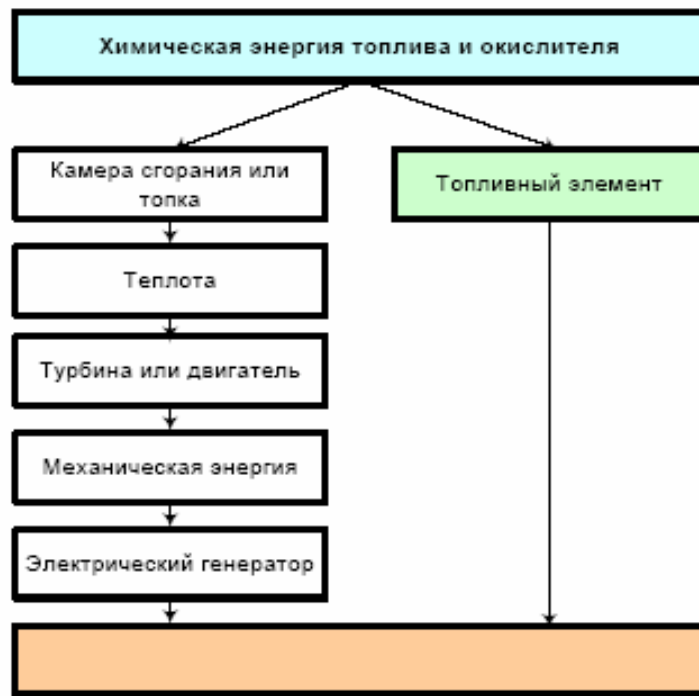 Химическая энергия топлива и окислителя
Камера сгорания или
топка
Топливный элемент
Теплота
Турбина или двигатель
Механическая энергия
Электрический генератор